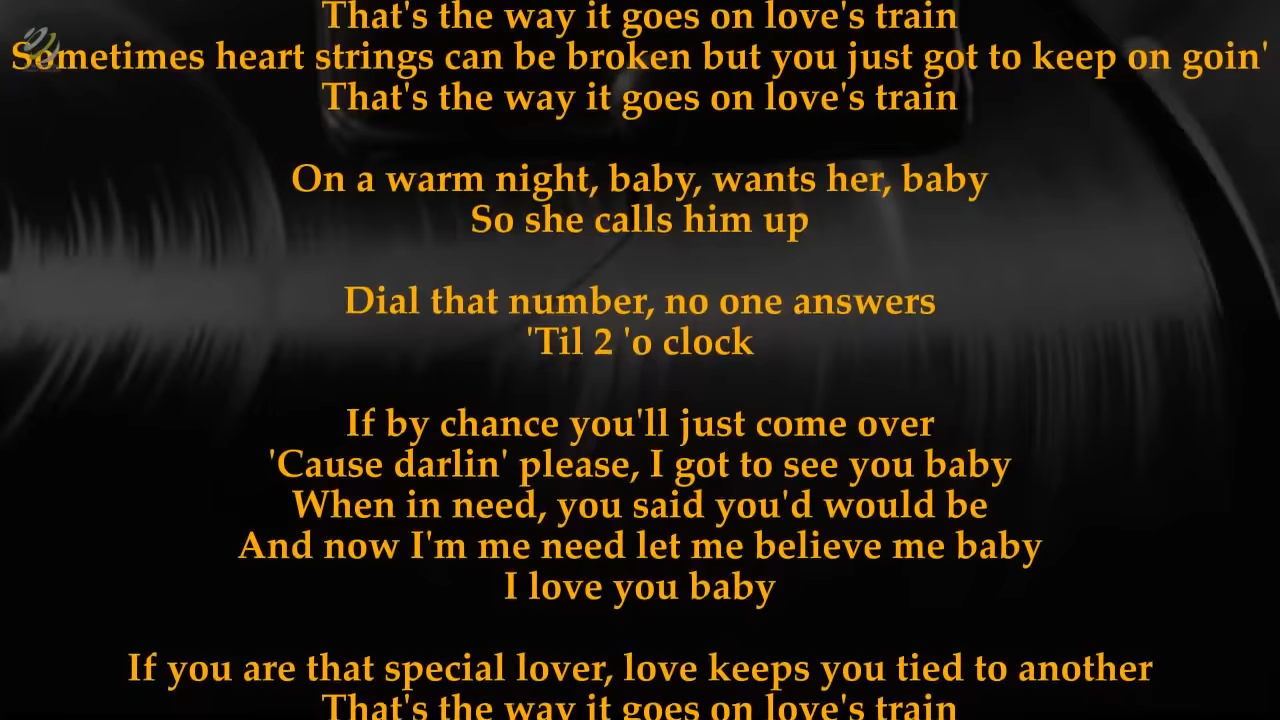 That's the way it goes on love's train
Sometimes heart strings can be broken but you just got to keep on goin'
That's the way it goes on love's train
On a warm night, baby, wants her, baby
So she calls him up
Dial that number, no one answers
'Til 2 'o clock
If by chance you'll just come over
'Cause darlin' please, I got to see you baby
When in need, you said you'd would be
And now I'm me need let me believe me baby
I love you baby
If you are that special lover, love keeps you tied to another
That's the way it goes on love's train